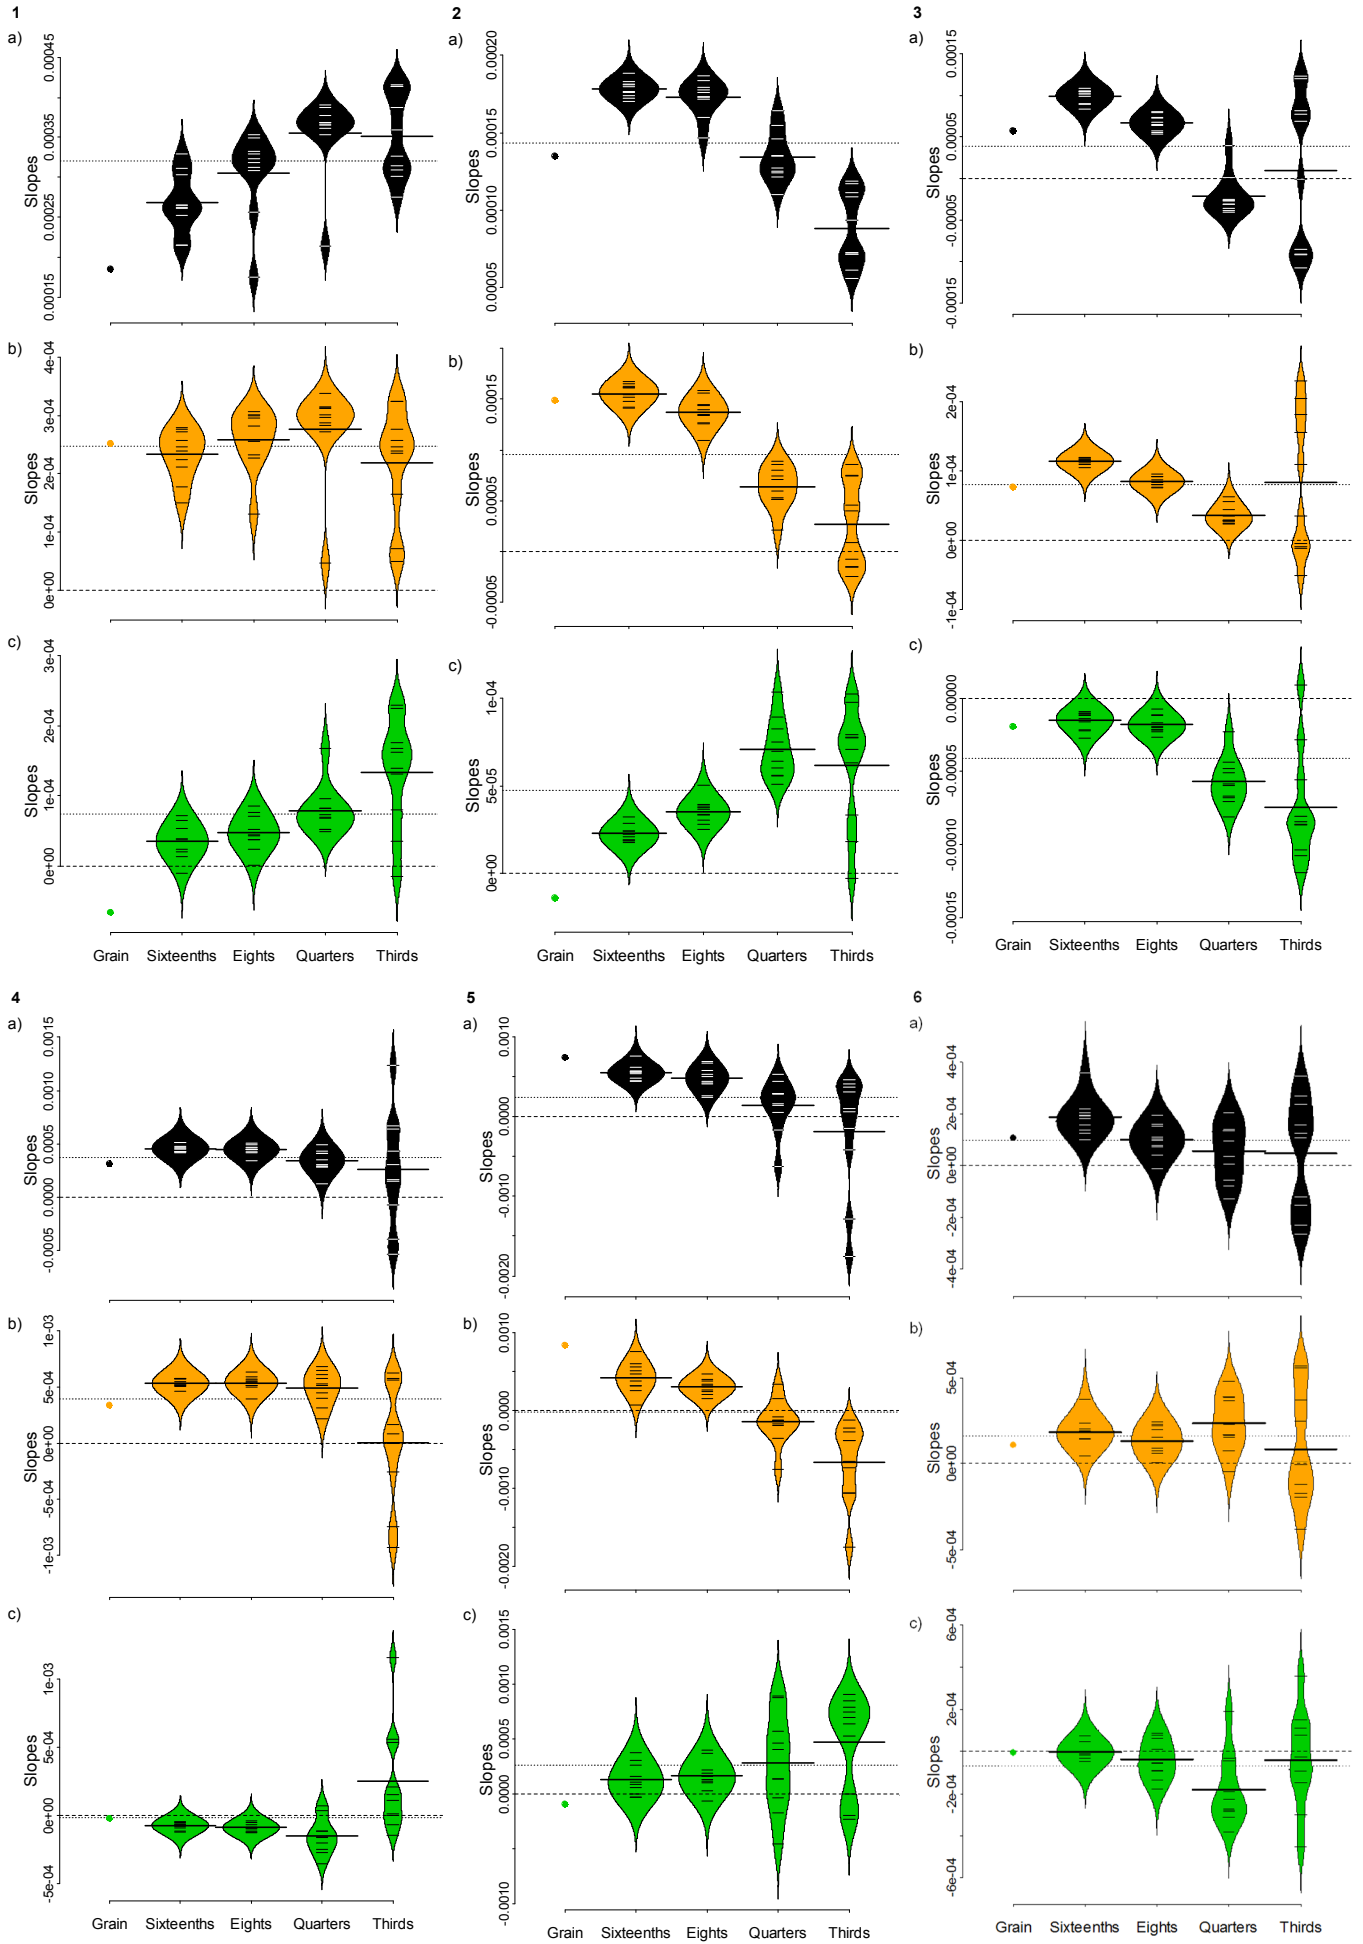 1
a)
Slopes
0.00045
0.00035
0.00025
0.00015
b)
Slopes
4e-04
3e-04
2e-04
1e-04
0e+00
c)
Slopes
3e-04
2e-04
1e-04
0e+00
Grain Sixteenths Eights Quarters Thirds
2
a)
Slopes
0.00020
0.00015
0.00010
0.00005
b)
Slopes
0.00015
0.00005
-0.00005
c)
Slopes
1e-04
5e-05
0e+00
Grain Sixteenths Eights Quarters Thirds
3
a)
Slopes
0.00015
0.00005
-0.00005
-0.00015
b)
Slopes
2e-04
1e-04
0e+00
-1e-04
c)
Slopes
0.00000
-0.00005
-0.00010
-0.00015
Grain Sixteenths Eights Quarters Thirds
4
a)
Slopes
0.0015
0.0010
0.0005
0.0000
-0.0005
b)
Slopes
1e-03
5e-04
0e+00
-5e-04
-1e-03
c)
Slopes
1e-03
5e-04
0e+00
-5e-04
Grain Sixteenths Eights Quarters Thirds
5
a)
Slopes
0.0010
0.0000
-0.0010
-0.0020
b)
Slopes
0.0010
0.0000
-0.0010
-0.0020
c)
Slopes
0.0015
0.0010
0.0005
0.0000
-0.0010
Grain Sixteenths Eights Quarters Thirds
6
a)
Slopes
4e-04
2e-04
0e+00
-2e-04
-4e-04
b)
Slopes
5e-04
0e+00
-5e-04
c)
Slopes
6e-04
2e-04
-2e-04
-6e-04
Grain Sixteenths Eights Quarters Thirds